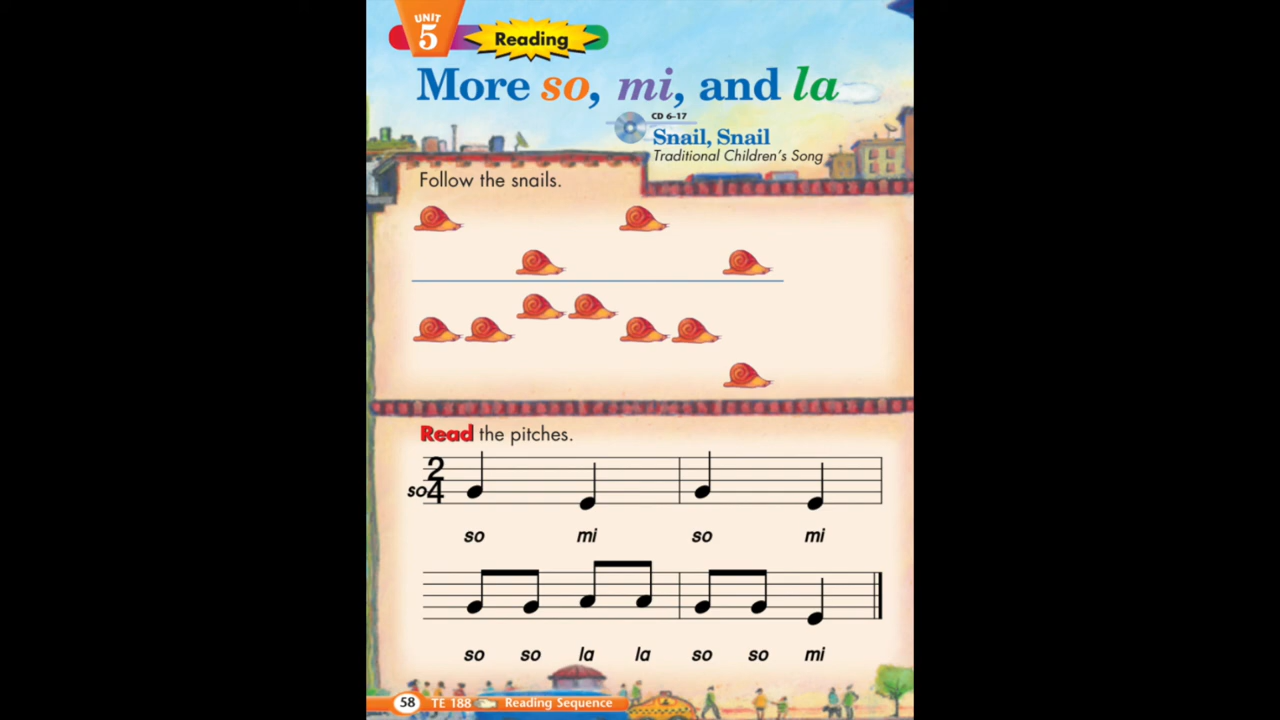 UNIT
5
Reading
More so, mi, and la
CD 6–17
Snail, Snail
Traditional Children's Song
Follow the snails.
Read the pitches.
2
so 4
so mi so mi
so so la la so so mi
58 TE 188 Reading Sequence